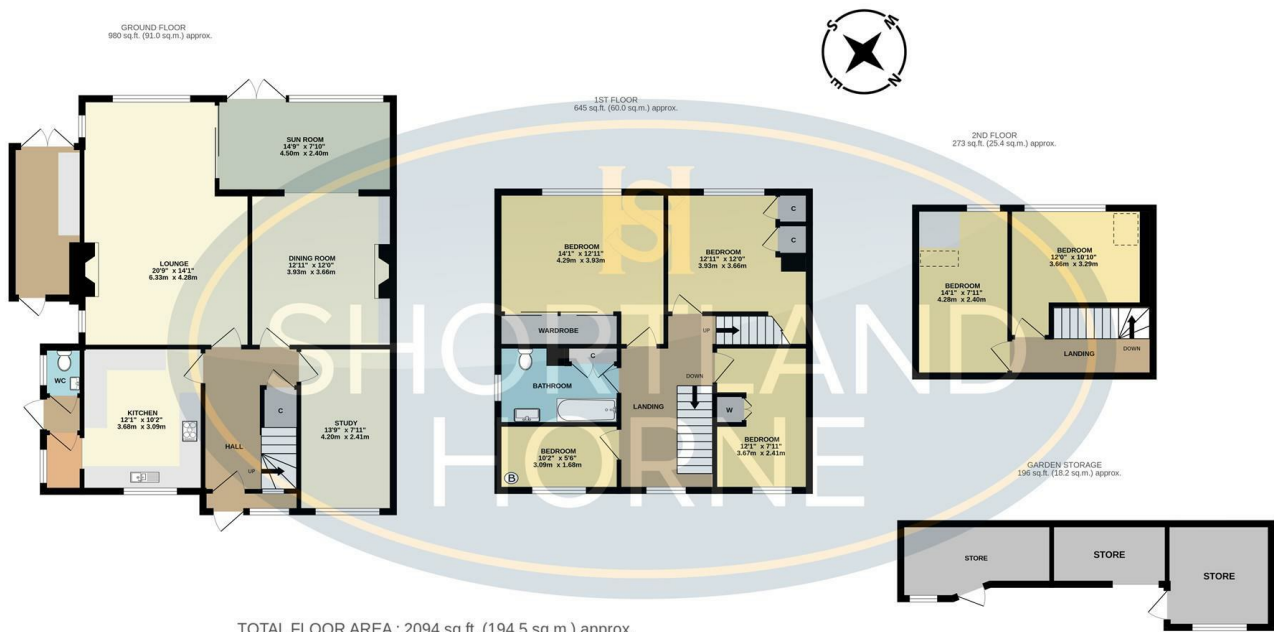 GROUND FLOOR
980 sq.ft. (91.0 sq.m.) approx.
S
W
E
N
1ST FLOOR
645 sq.ft. (60.0 sq.m.) approx.
2ND FLOOR
273 sq.ft. (25.4 sq.m.) approx.
SUN ROOM
14'9" x 7'10"
4.50m x 2.40m
LOUNGE
20'9" x 14'1"
6.33m x 4.28m
DINING ROOM
12'11" x 12'0"
3.93m x 3.66m
WC
KITCHEN
12'1" x 10'2"
3.68m x 3.09m
HALL
UP
C
STUDY
13'9" x 7'11"
4.20m x 2.41m
BEDROOM
14'1" x 12'11"
4.29m x 3.93m
BEDROOM
12'11" x 12'0"
3.93m x 3.66m
C
C
WARDROBE
UP
C
BATHROOM
LANDING
DOWN
W
BEDROOM
10'2" x 5'6"
3.09m x 1.68m
B
BEDROOM
12'1" x 7'11"
3.67m x 2.41m
BEDROOM
14'1" x 7'11"
4.28m x 2.40m
BEDROOM
12'0" x 10'10"
3.66m x 3.29m
LANDING
DOWN
SH
SHORTLAND
HORNE
GARDEN STORAGE
196 sq.ft. (18.2 sq.m.) approx.
STORE
STORE
STORE
TOTAL FLOOR AREA : 2094 sq.ft. (194.5 sq.m.) approx.